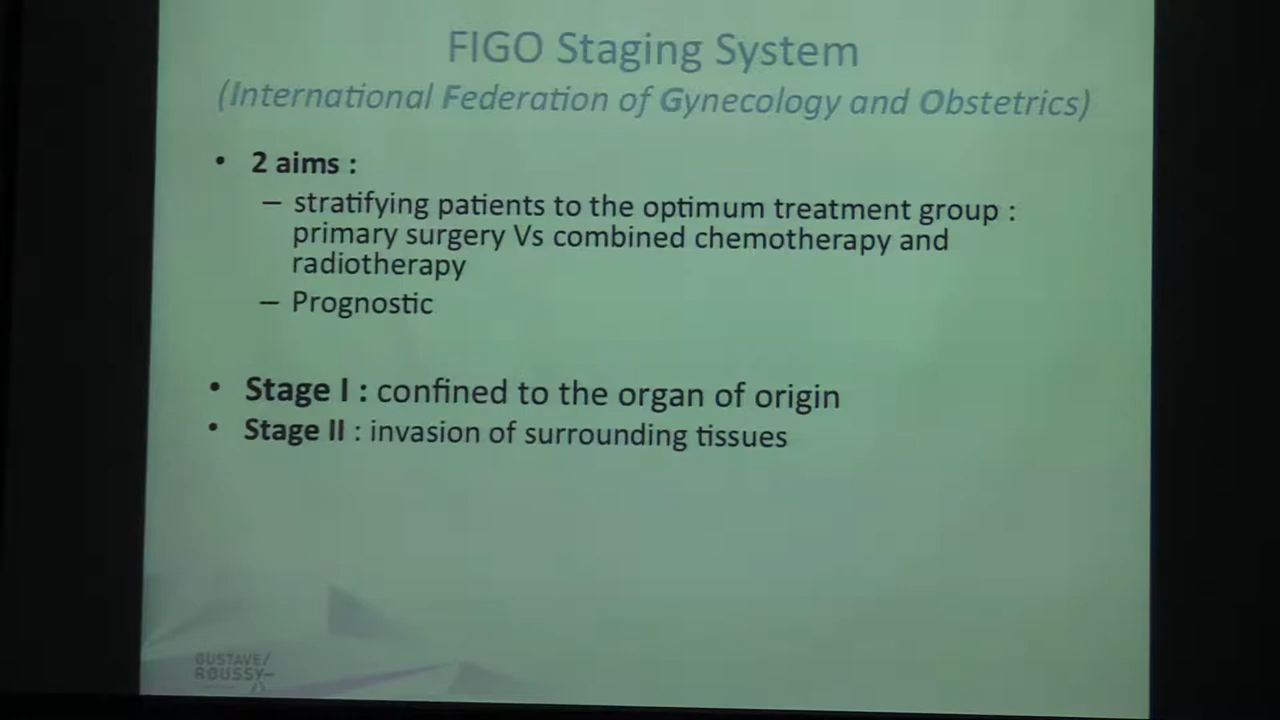 FIGO Staging System
(International Federation of Gynecology and Obstetrics)
• 2 aims :
– stratifying patients to the optimum treatment group :
primary surgery Vs combined chemotherapy and
radiotherapy
– Prognostic
• Stage I : confined to the organ of origin
• Stage II : invasion of surrounding tissues
GUSTAVE/
ROUSSY